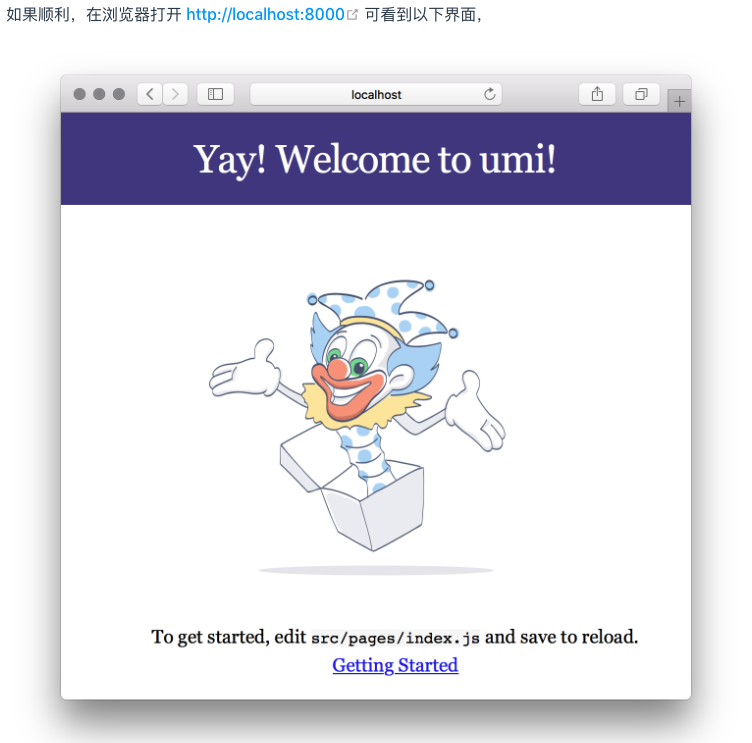 如果顺利，在浏览器打开 http://localhost:8000 可看到以下界面，
localhost
Yay! Welcome to umi!
To get started, edit src/pages/index.js and save to reload.
Getting Started